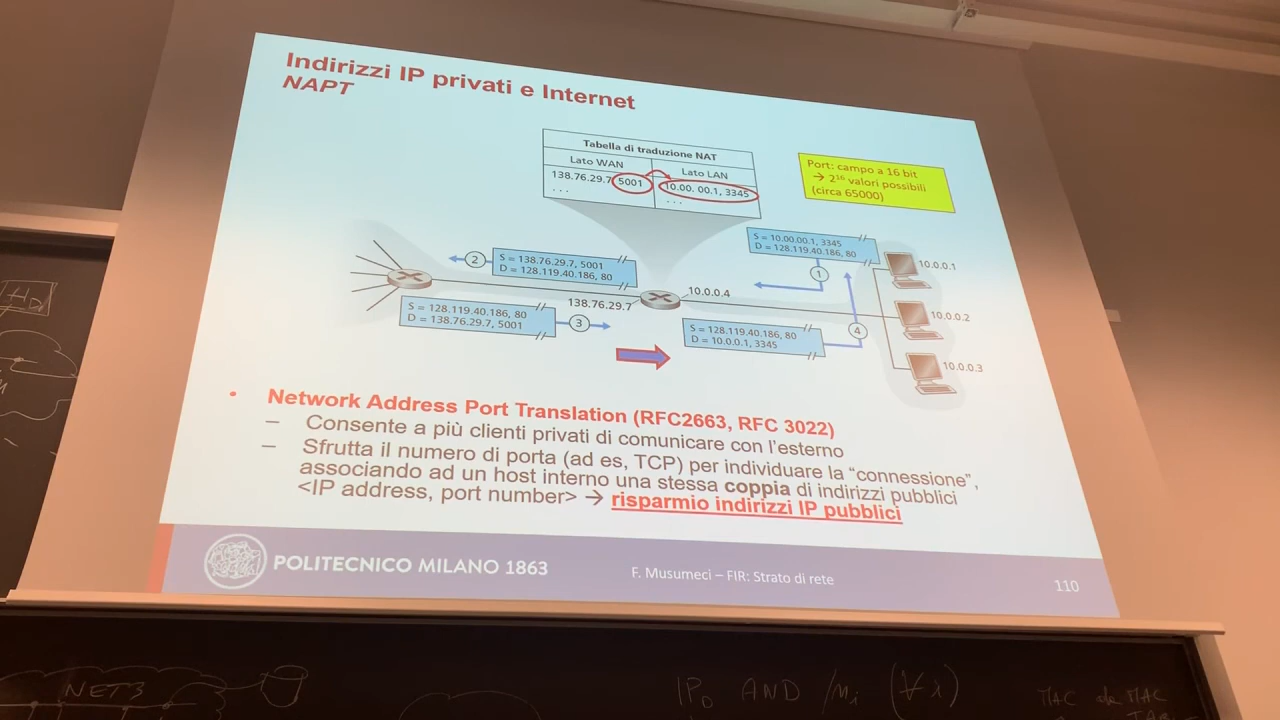 Indirizzi IP privati e Internet
NAPT
Tabella di traduzione NAT
Lato WAN
Lato LAN
138.76.29.7, 5001
10.00.00.1, 3345
. . .
. . .
Port: campo a 16 bit
→ 2¹⁶ valori possibili
(circa 65000)
S = 10.00.00.1, 3345
D = 128.119.40.186, 80
1
10.0.0.1
2
S = 138.76.29.7, 5001
D = 128.119.40.186, 80
138.76.29.7
10.0.0.4
10.0.0.2
S = 128.119.40.186, 80
D = 138.76.29.7, 5001
3
S = 128.119.40.186, 80
D = 10.0.0.1, 3345
4
10.0.0.3
• Network Address Port Translation (RFC2663, RFC 3022)
– Consente a più clienti privati di comunicare con l'esterno
– Sfrutta il numero di porta (ad es, TCP) per individuare la "connessione",
associando ad un host interno una stessa coppia di indirizzi pubblici
<IP address, port number> → risparmio indirizzi IP pubblici
POLITECNICO MILANO 1863
F. Musumeci – FIR: Strato di rete
110
NET3
IP_D AND /M_i (∀ i)
MAC da MAC